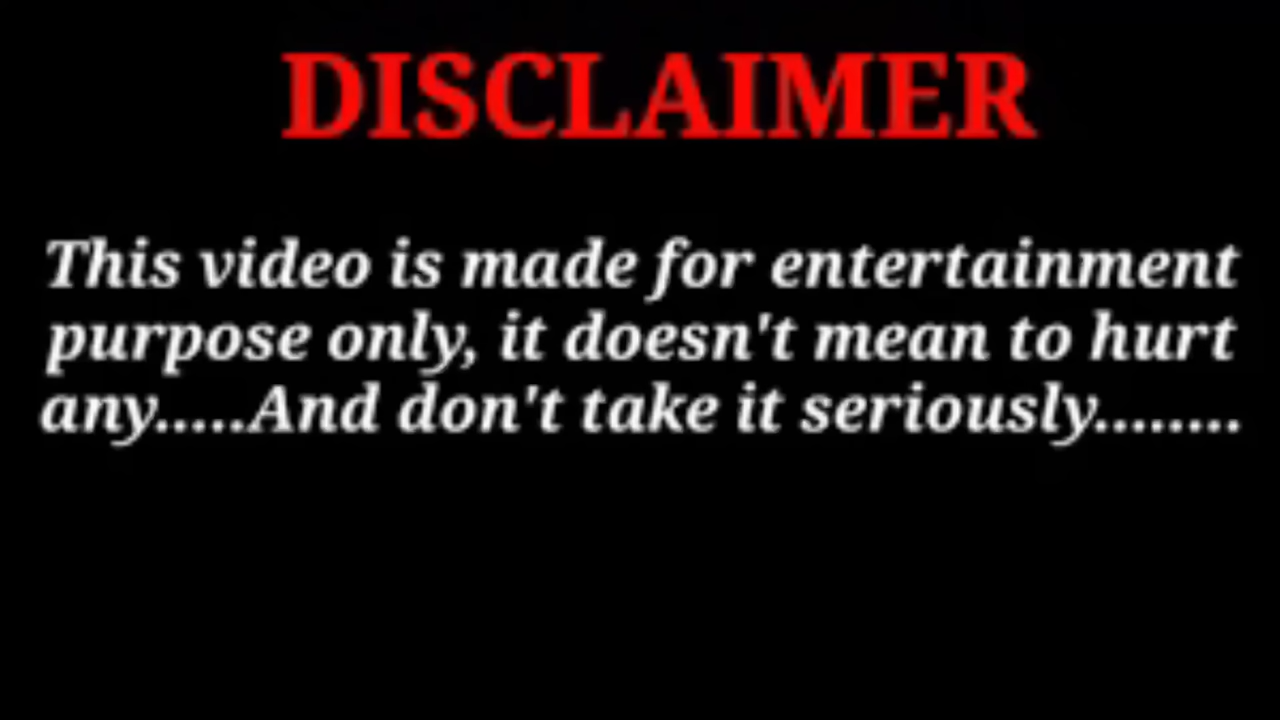 DISCLAIMER
This video is made for entertainment
purpose only, it doesn't mean to hurt
any.....And don't take it seriously........